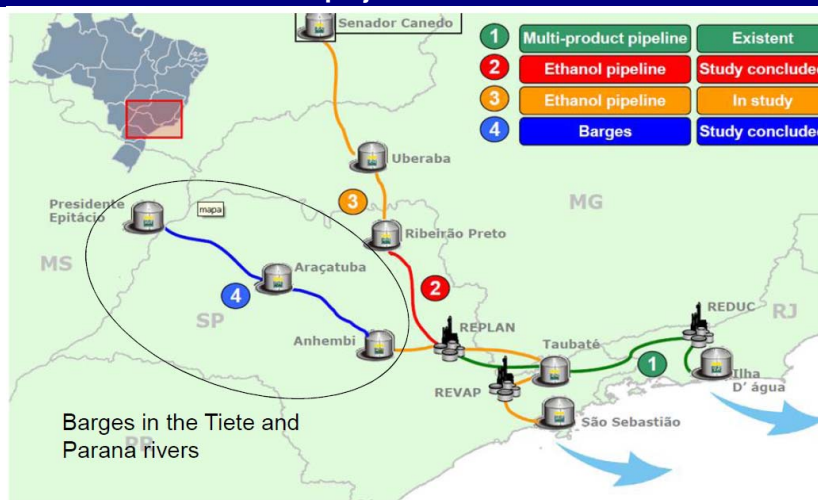 Senador Canedo
1 Multi-product pipeline Existent
2 Ethanol pipeline Study concluded
3 Ethanol pipeline In study
4 Barges Study concluded
Uberaba
3
MG
Presidente
Epitácio
mapa
Ribeirão Preto
MS
Araçatuba
2
4
SP
REPLAN
REDUC
RJ
Anhembi
Taubaté
1
REVAP
Ilha
D' água
São Sebastião
Barges in the Tiete and
Parana rivers
PR